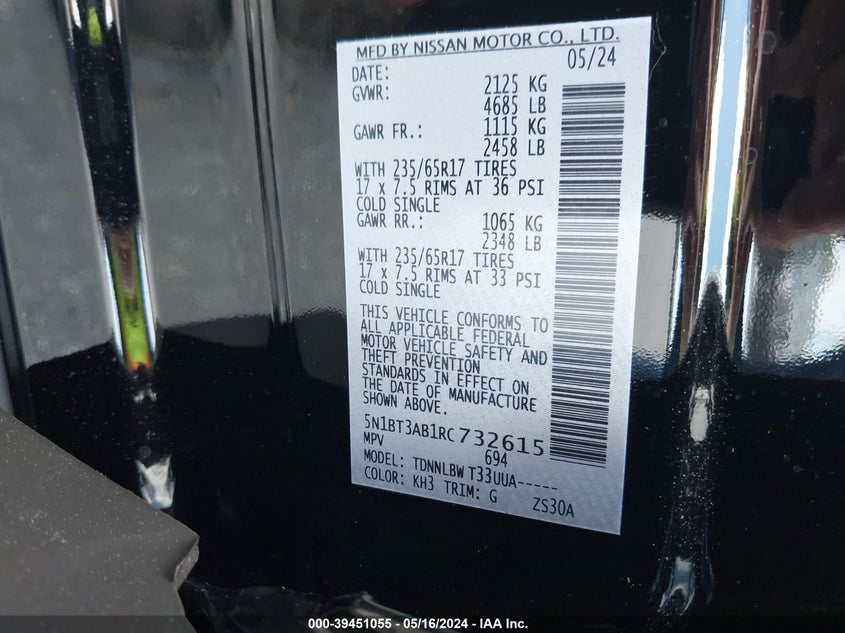 MFD BY NISSAN MOTOR CO., LTD.
DATE: 05/24
GVWR: 2125 KG
4685 LB
GAWR FR.: 1115 KG
2458 LB
WITH 235/65R17 TIRES
17 x 7.5 RIMS AT 36 PSI
COLD SINGLE
GAWR RR.: 1065 KG
2348 LB
WITH 235/65R17 TIRES
17 x 7.5 RIMS AT 33 PSI
COLD SINGLE
THIS VEHICLE CONFORMS TO
ALL APPLICABLE FEDERAL
MOTOR VEHICLE SAFETY AND
THEFT PREVENTION
STANDARDS IN EFFECT ON
THE DATE OF MANUFACTURE
SHOWN ABOVE.
5N1BT3AB1RC732615
MPV 694
MODEL: TDNNLBW T33UUA-----
COLOR: KH3 TRIM: G ZS30A
000-39451055 - 05/16/2024 - IAA Inc.